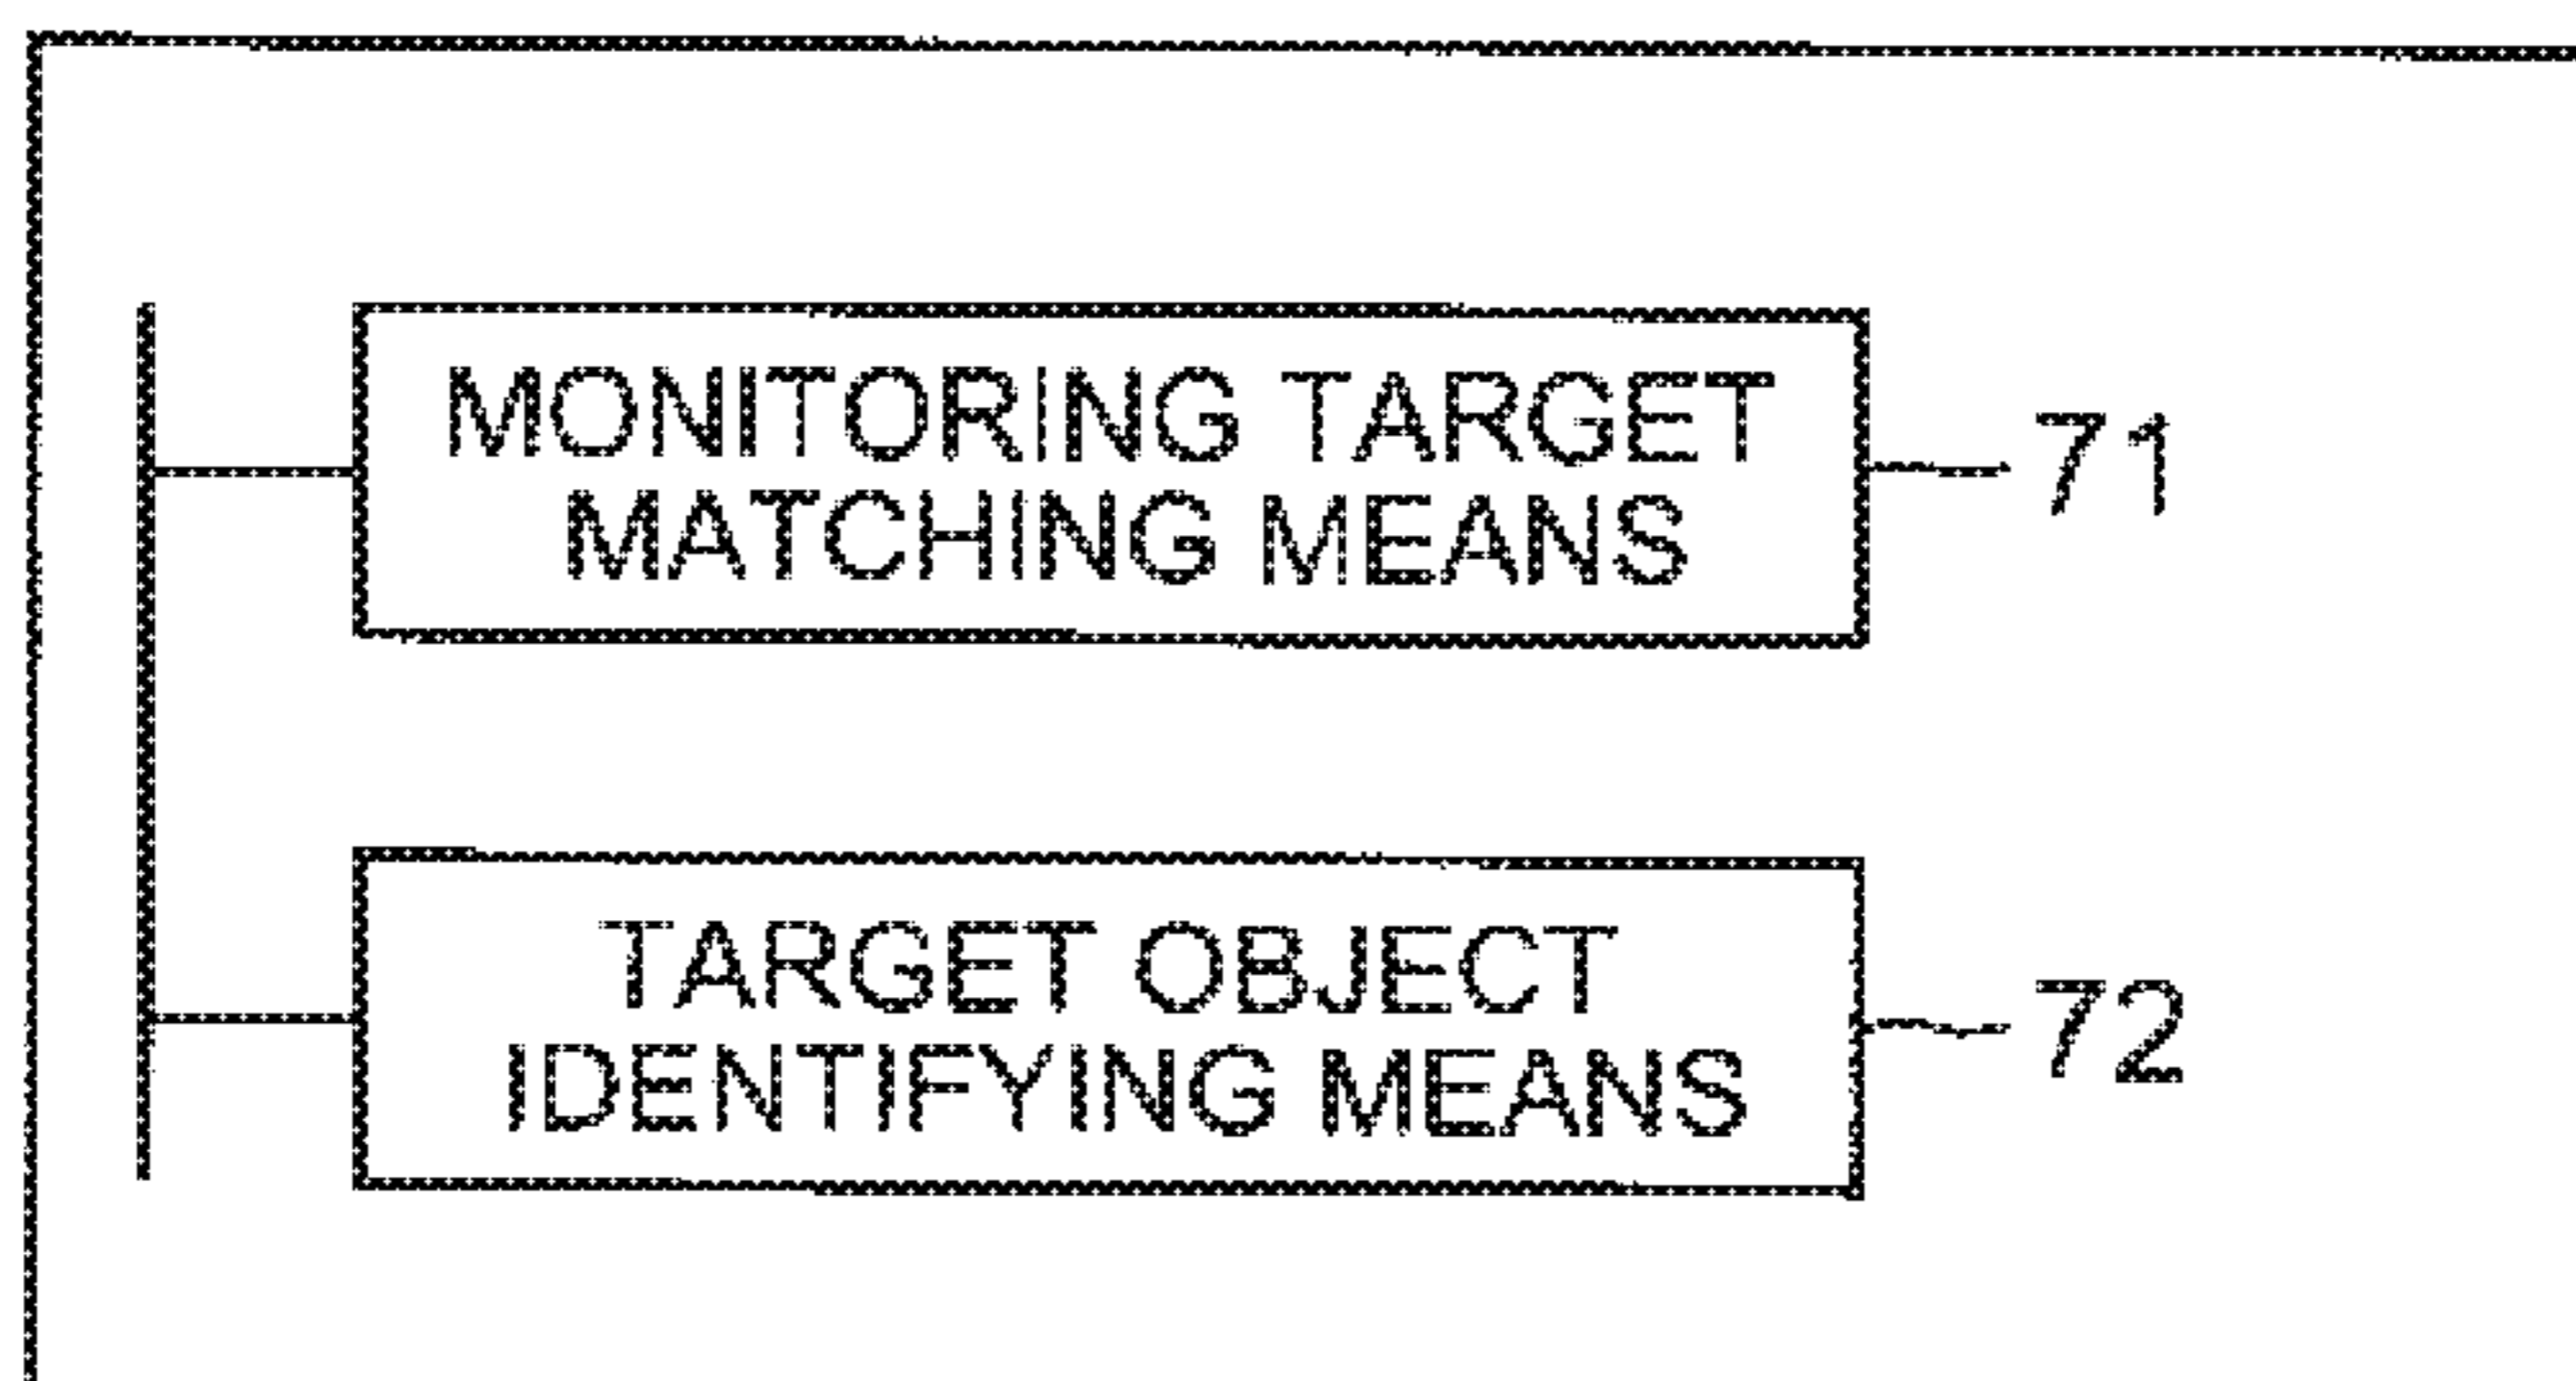 MONITORING TARGET
MATCHING MEANS
71
TARGET OBJECT
IDENTIFYING MEANS
72